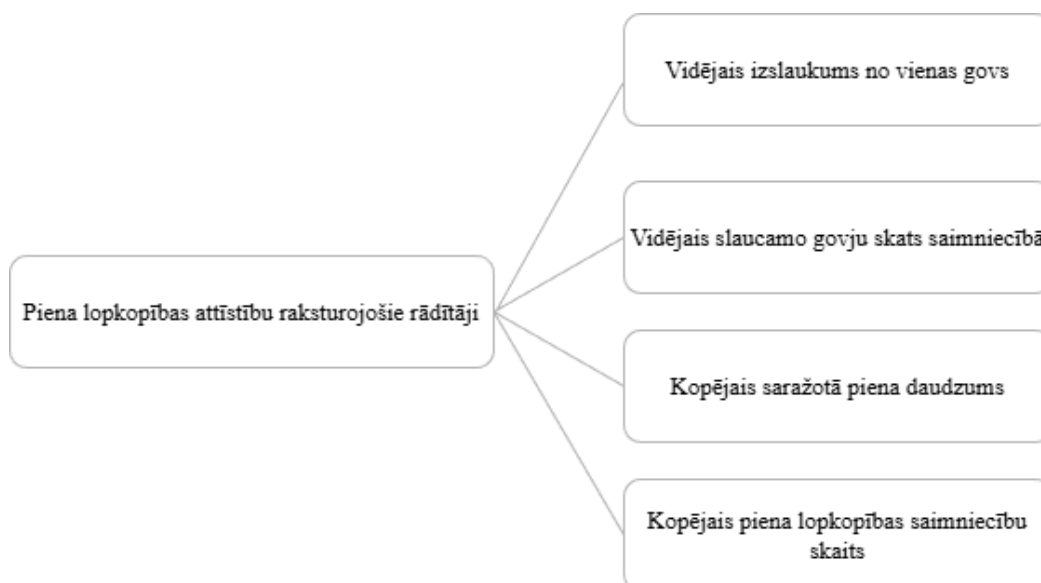 Vidējais izslaukums no vienas govs
Vidējais slaucamo govju skats saimniecībā
Piena lopkopības attīstību raksturojošie rādītāji
Kopējais saražotā piena daudzums
Kopējais piena lopkopības saimniecību
skaits